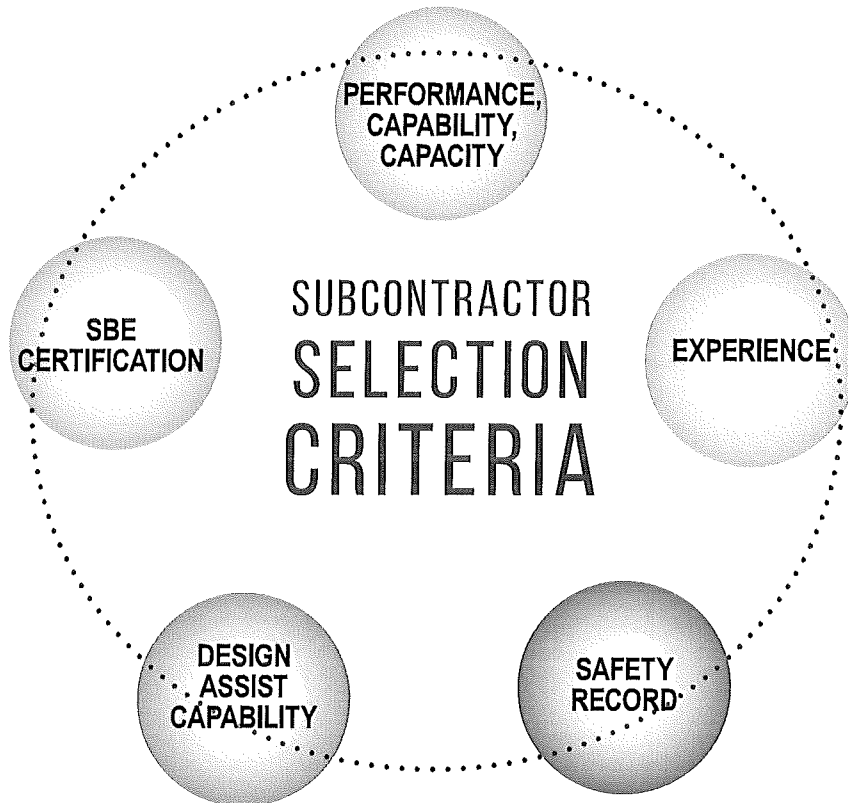 PERFORMANCE,
CAPABILITY,
CAPACITY
SUBCONTRACTOR
SELECTION
CRITERIA
SBE
CERTIFICATION
EXPERIENCE
DESIGN
ASSIST
CAPABILITY
SAFETY
RECORD